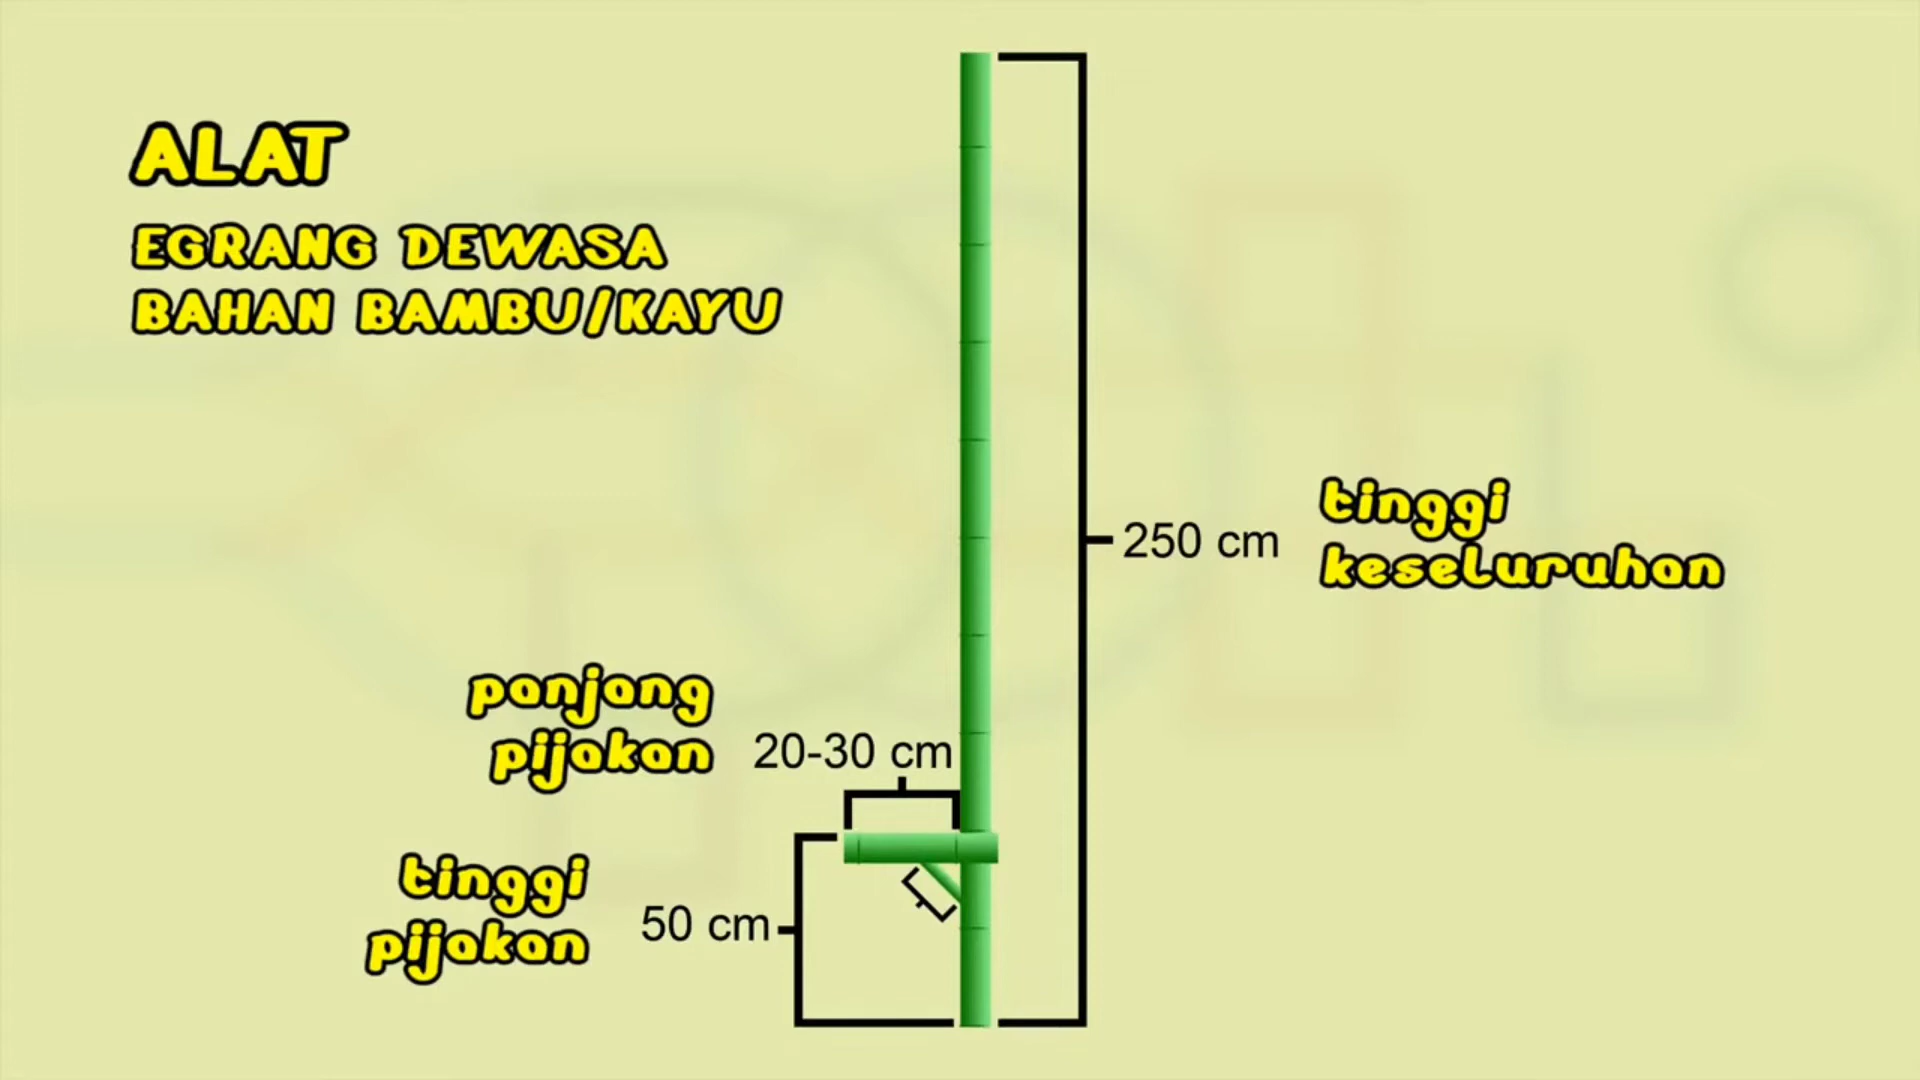 ALAT
EGRANG DEWASA
BAHAN BAMBU/KAYU
250 cm
tinggi
keseluruhan
panjang
pijakan
20-30 cm
tinggi
pijakan
50 cm